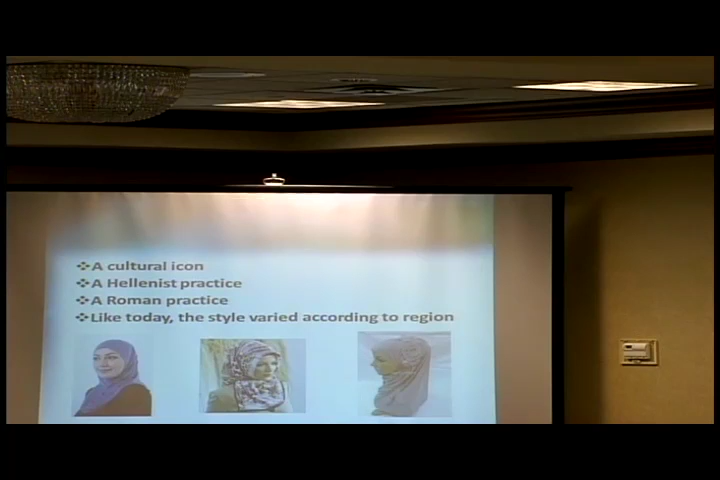 ❖A cultural icon
❖A Hellenist practice
❖A Roman practice
❖Like today, the style varied according to region